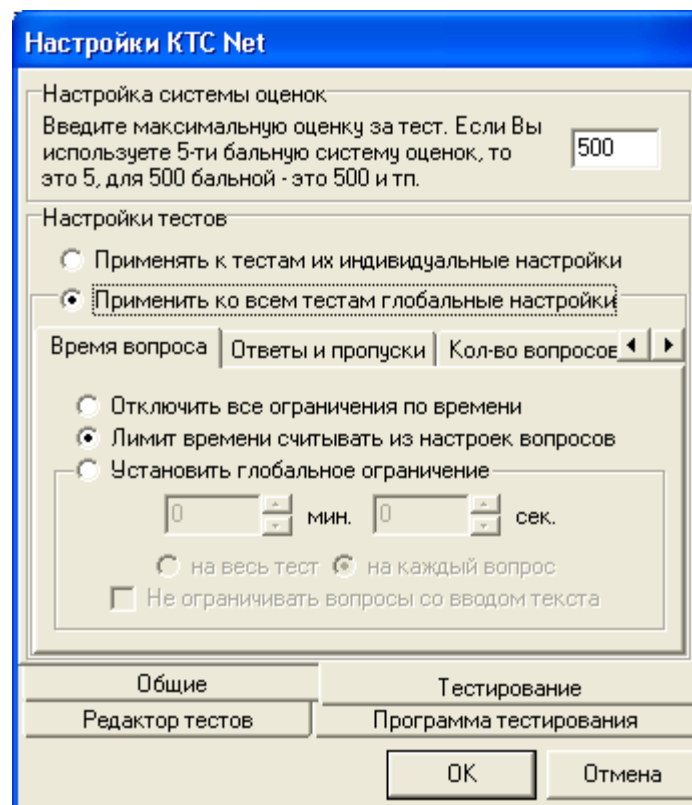 Настройки КТС Net
Настройка системы оценок
Введите максимальную оценку за тест. Если Вы
используете 5-ти бальную систему оценок, то
это 5, для 500 бальной - это 500 и тп.
500
Настройки тестов
Применять к тестам их индивидуальные настройки
Применить ко всем тестам глобальные настройки
Время вопроса Ответы и пропуски Кол-во вопросов
Отключить все ограничения по времени
Лимит времени считывать из настроек вопросов
Установить глобальное ограничение
0 мин. 0 сек.
на весь тест на каждый вопрос
Не ограничивать вопросы со вводом текста
Общие Тестирование
Редактор тестов Программа тестирования
OK Отмена